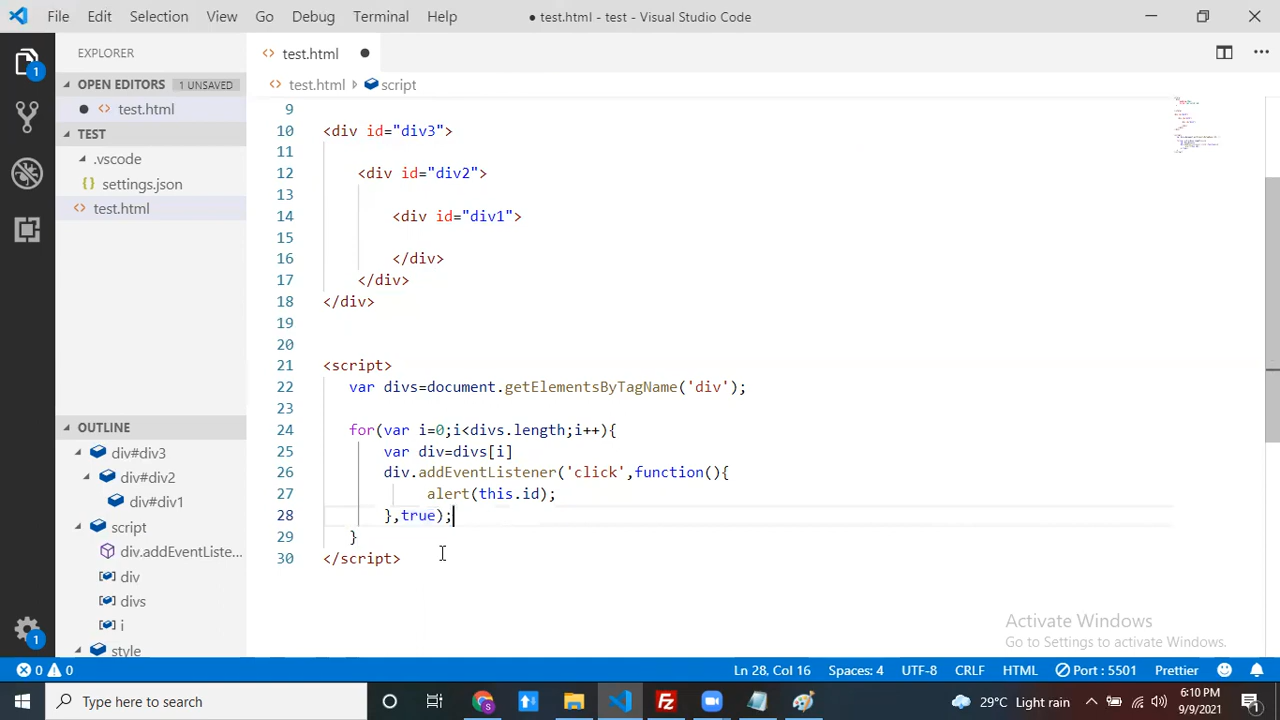 File Edit Selection View Go Debug Terminal Help
● test.html - test - Visual Studio Code
EXPLORER
OPEN EDITORS 1 UNSAVED
test.html
TEST
.vscode
{} settings.json
<> test.html
OUTLINE
div#div3
div#div2
div#div1
script
div.addEventListe...
div
divs
i
style
test.html
test.html script
9
10 <div id="div3">
11
12 <div id="div2">
13
14 <div id="div1">
15
16 </div>
17 </div>
18 </div>
19
20
21 <script>
22 var divs=document.getElementsByTagName('div');
23
24 for(var i=0;i<divs.length;i++){
25 var div=divs[i]
26 div.addEventListener('click',function(){
27 alert(this.id);
28 },true);
29 }
30 </script>
Activate Windows
Go to Settings to activate Windows.
0 0 Ln 28, Col 16 Spaces: 4 UTF-8 CRLF HTML Port : 5501 Prettier
1
1
Type here to search
29°C Light rain
6:10 PM
9/9/2021
1